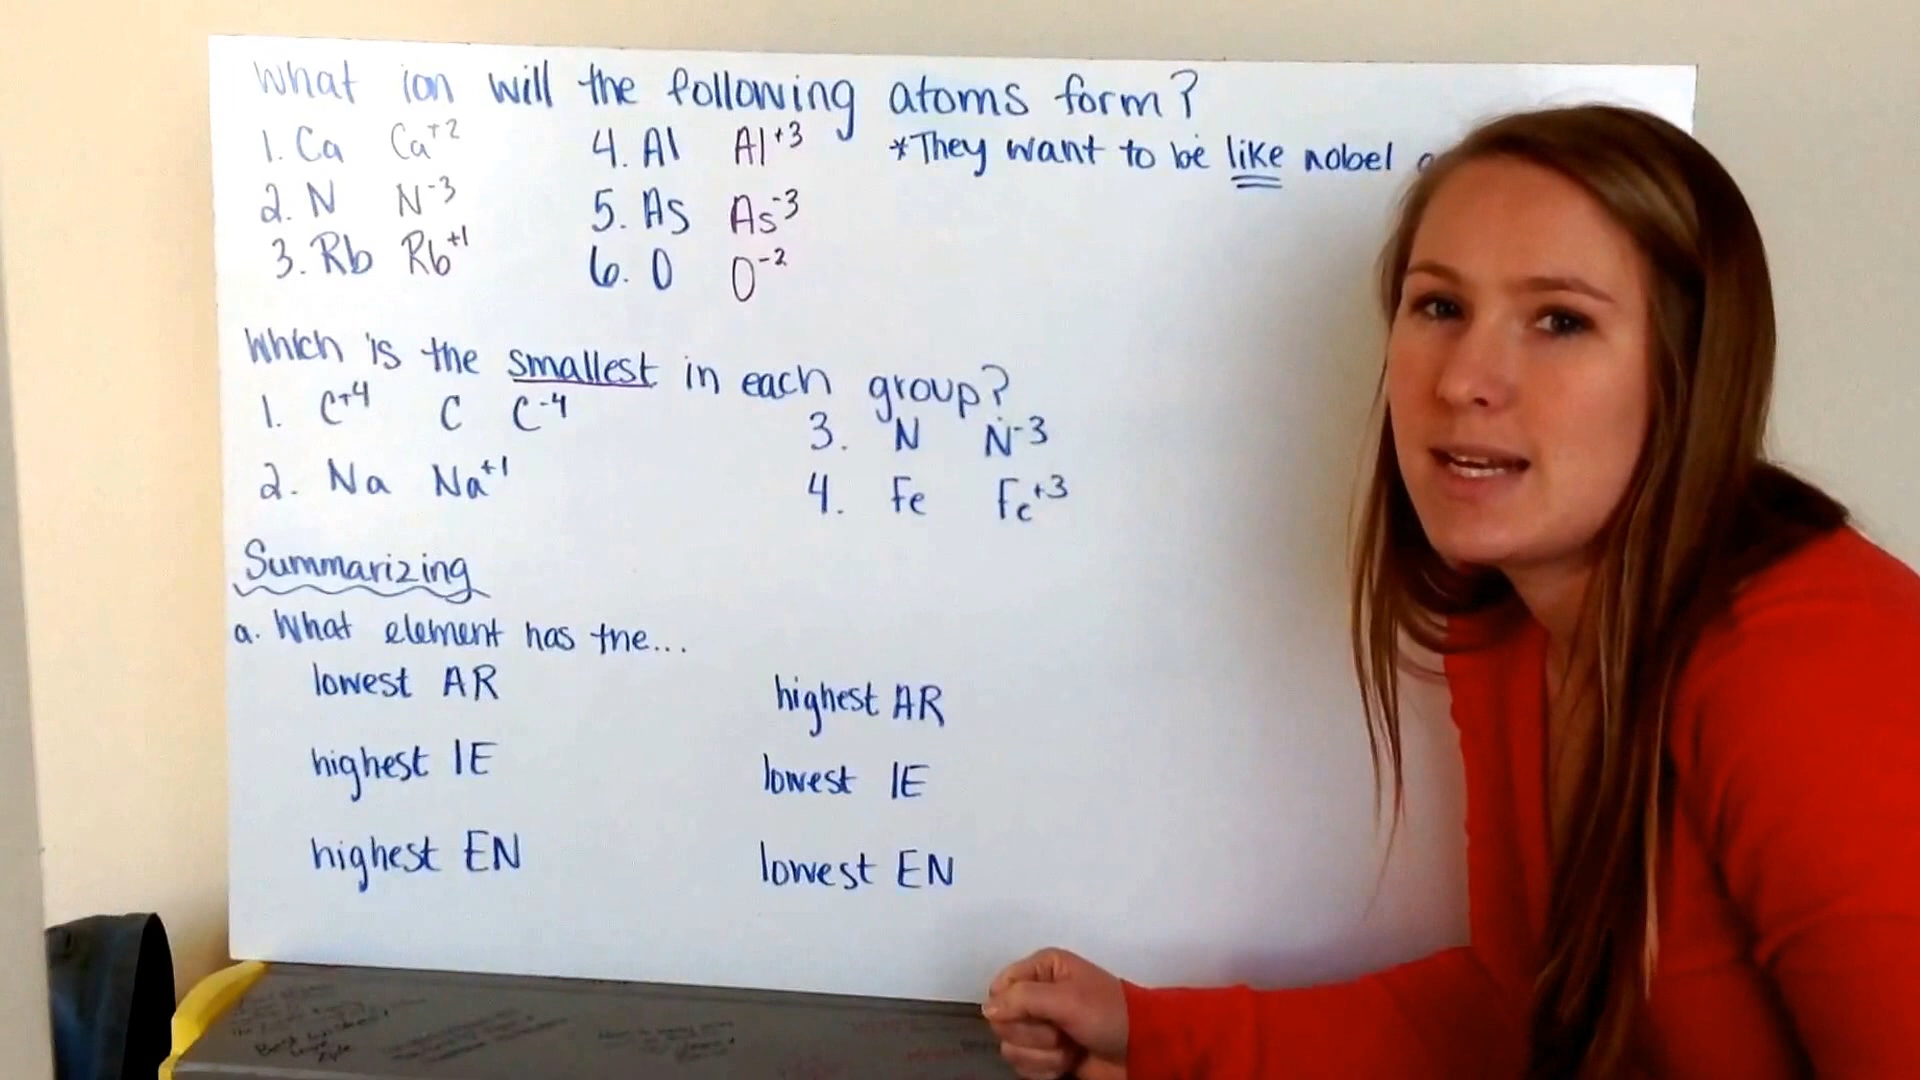 What ion will the following atoms form?
1. Ca Ca+2
2. N N-3
3. Rb Rb+1
4. Al Al+3
5. As As-3
6. O O-2
*They want to be like nobel
Which is the smallest in each group?
1. C+4 C C-4
2. Na Na+1
3. N N-3
4. Fe Fe+3
Summarizing
a. What element has the...
lowest AR
highest IE
highest EN
highest AR
lowest IE
lowest EN